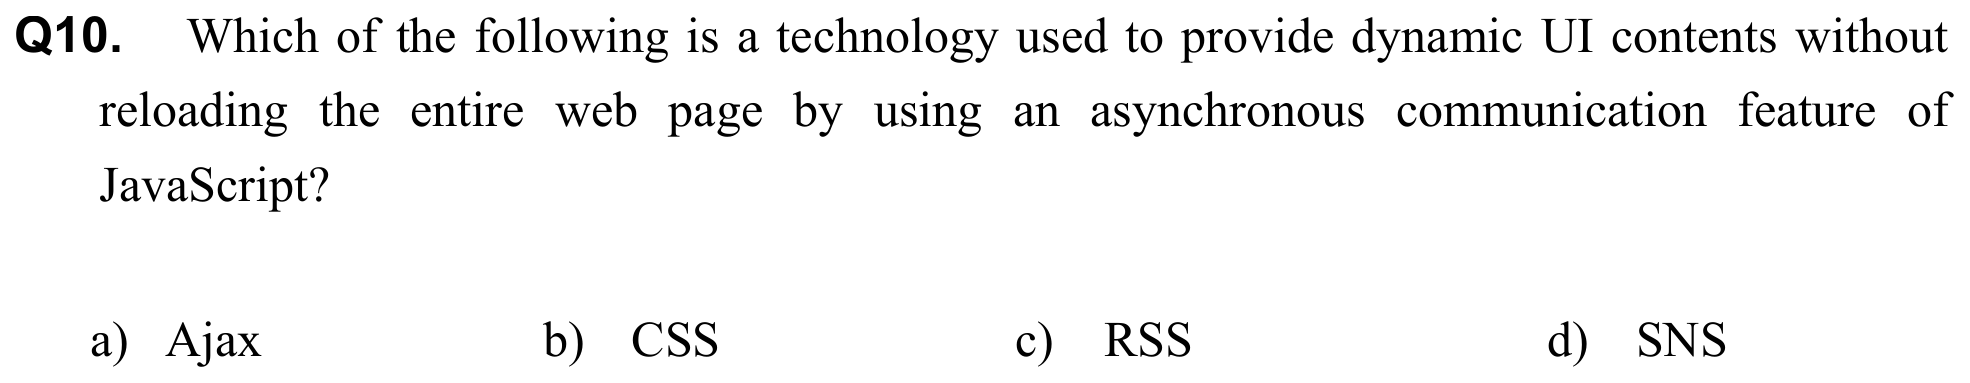 Q10. Which of the following is a technology used to provide dynamic UI contents without
reloading the entire web page by using an asynchronous communication feature of
JavaScript?
a) Ajax b) CSS c) RSS d) SNS